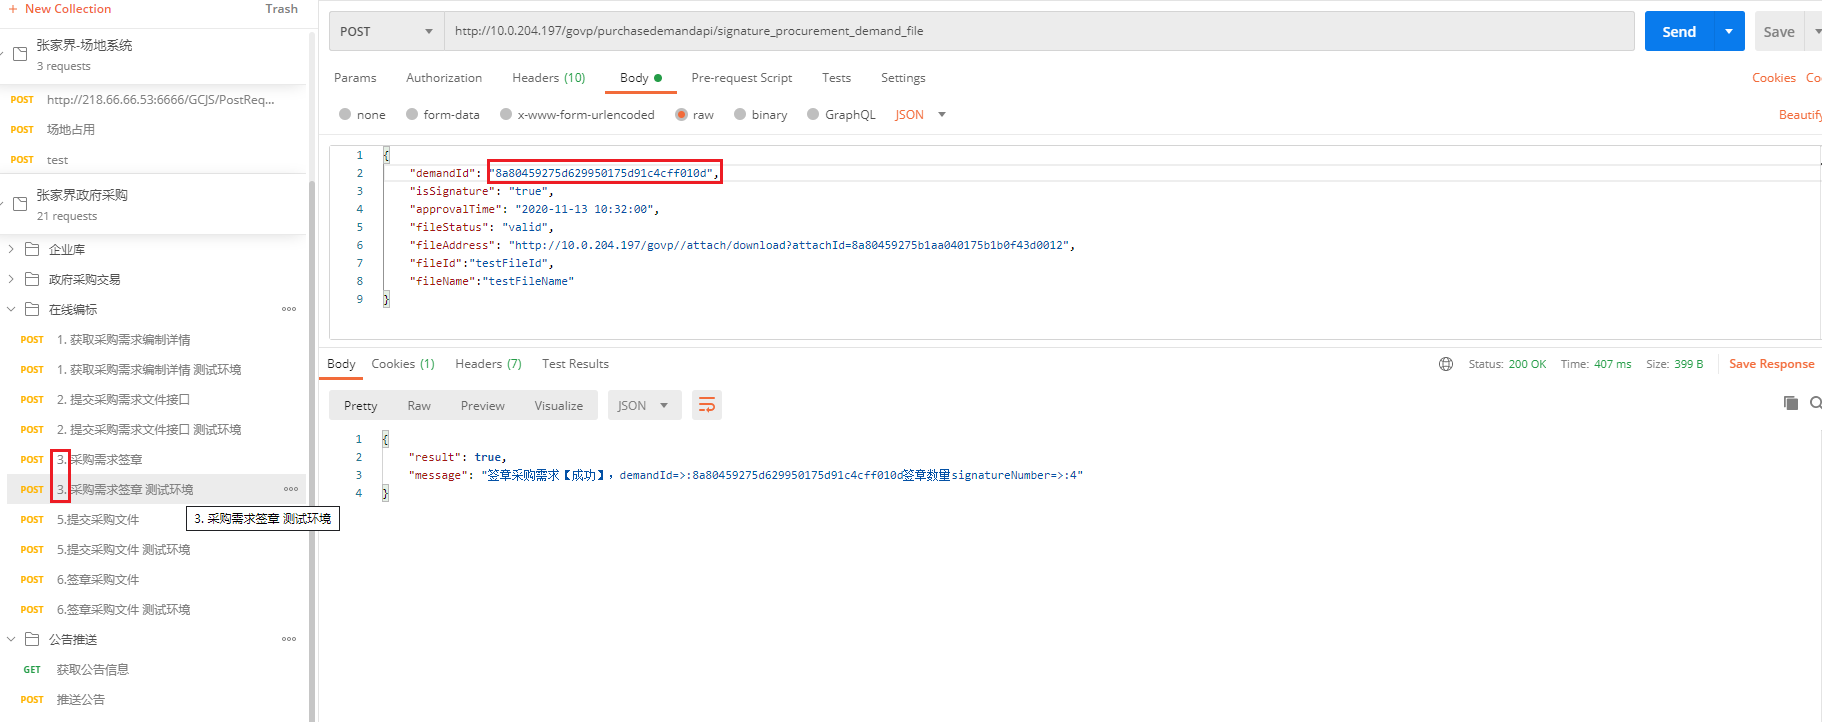 + New Collection
Trash
张家界-场地系统
3 requests
POST http://218.66.66.53:6666/GCJS/PostReq...
POST 场地占用
POST test
张家界政府采购
21 requests
企业库
政府采购交易
在线编标
POST 1. 获取采购需求编制详情
POST 1. 获取采购需求编制详情 测试环境
POST 2. 提交采购需求文件接口
POST 2. 提交采购需求文件接口 测试环境
POST 3. 采购需求签章
POST 3. 采购需求签章 测试环境
3. 采购需求签章 测试环境
POST 5.提交采购文件
POST 5.提交采购文件 测试环境
POST 6.签章采购文件
POST 6.签章采购文件 测试环境
公告推送
GET 获取公告信息
POST 推送公告
POST http://10.0.204.197/govp/purchasedemandapi/signature_procurement_demand_file Send Save
Params Authorization Headers (10) Body Pre-request Script Tests Settings Cookies Co
none form-data x-www-form-urlencoded raw binary GraphQL JSON Beautify
1 {
2 "demandId": "8a80459275d629950175d91c4cff010d",
3 "isSignature": "true",
4 "approvalTime": "2020-11-13 10:32:00",
5 "fileStatus": "valid",
6 "fileAddress": "http://10.0.204.197/govp//attach/download?attachId=8a80459275b1aa040175b1b0f43d0012",
7 "fileId":"testFileId",
8 "fileName":"testFileName"
9 }
Body Cookies (1) Headers (7) Test Results Status: 200 OK Time: 407 ms Size: 399 B Save Response
Pretty Raw Preview Visualize JSON
1 {
2 "result": true,
3 "message": "签章采购需求【成功】，demandId=>:8a80459275d629950175d91c4cff010d签章数量signatureNumber=>:4"
4 }